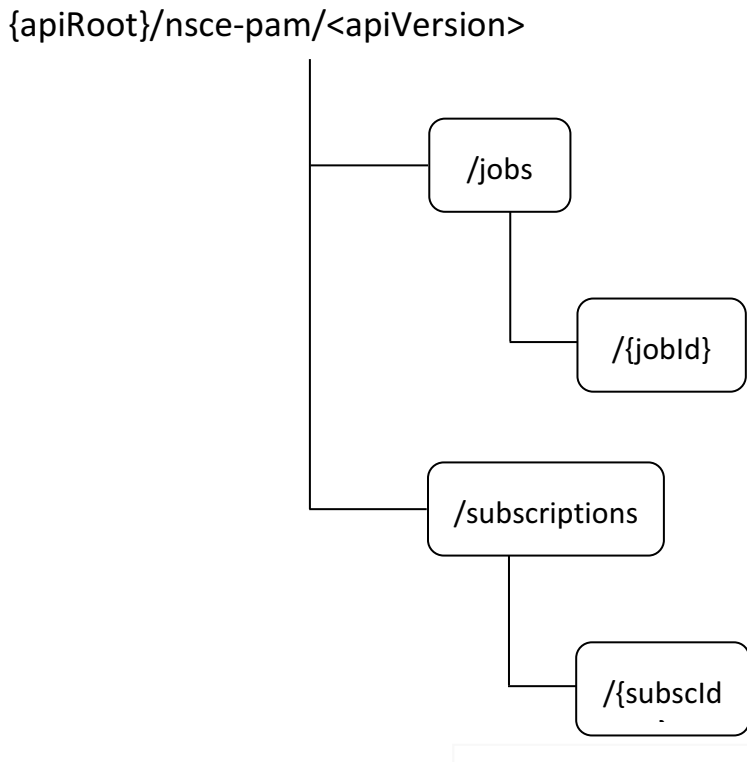 {apiRoot}/nsce-pam/<apiVersion>
/jobs
/{jobId}
/subscriptions
/{subscId